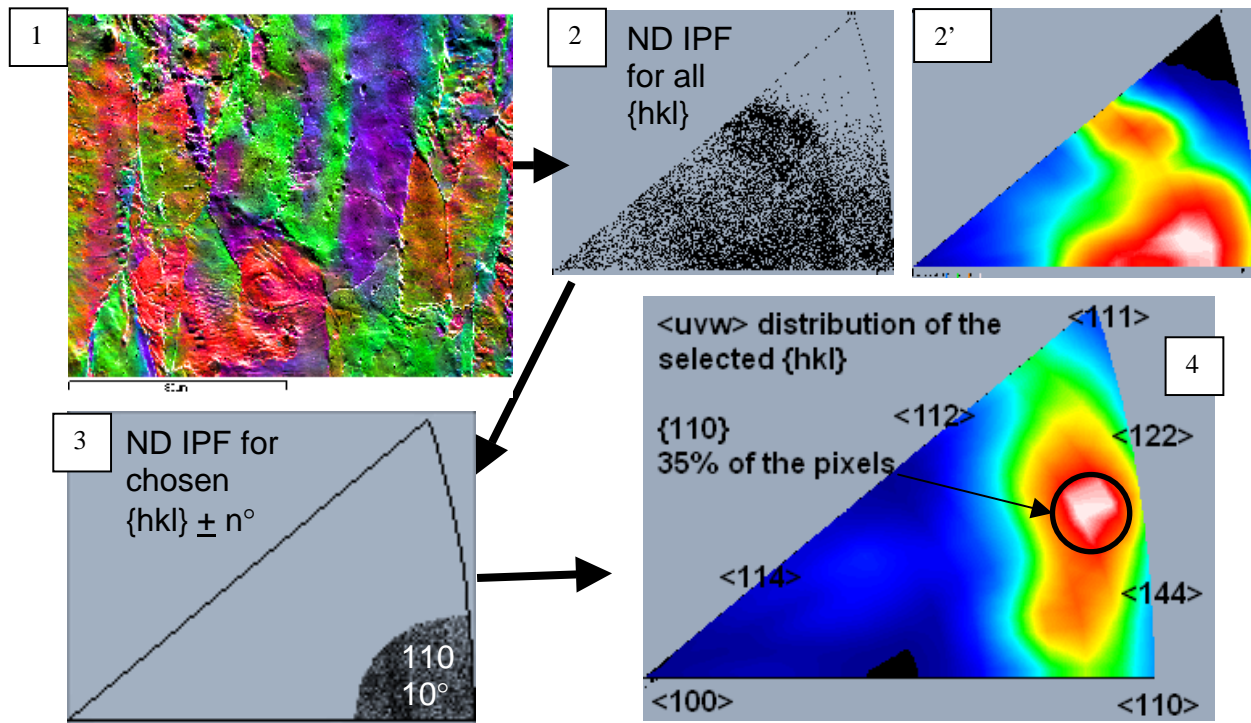 1
2
ND IPF
for all
{hkl}
2’
3
ND IPF for
chosen
{hkl} ± n°
110
10°
<uvw> distribution of the
selected {hkl}
{110}
35% of the pixels
4
<111>
<112>
<122>
<114>
<144>
<100>
<110>